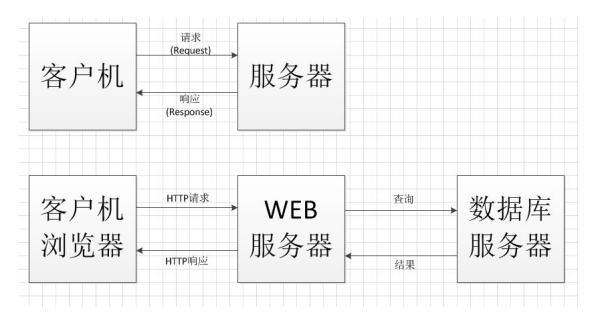 客户机
请求
(Request)
响应
(Response)
服务器
客户机
浏览器
HTTP请求
HTTP响应
WEB
服务器
查询
结果
数据库
服务器